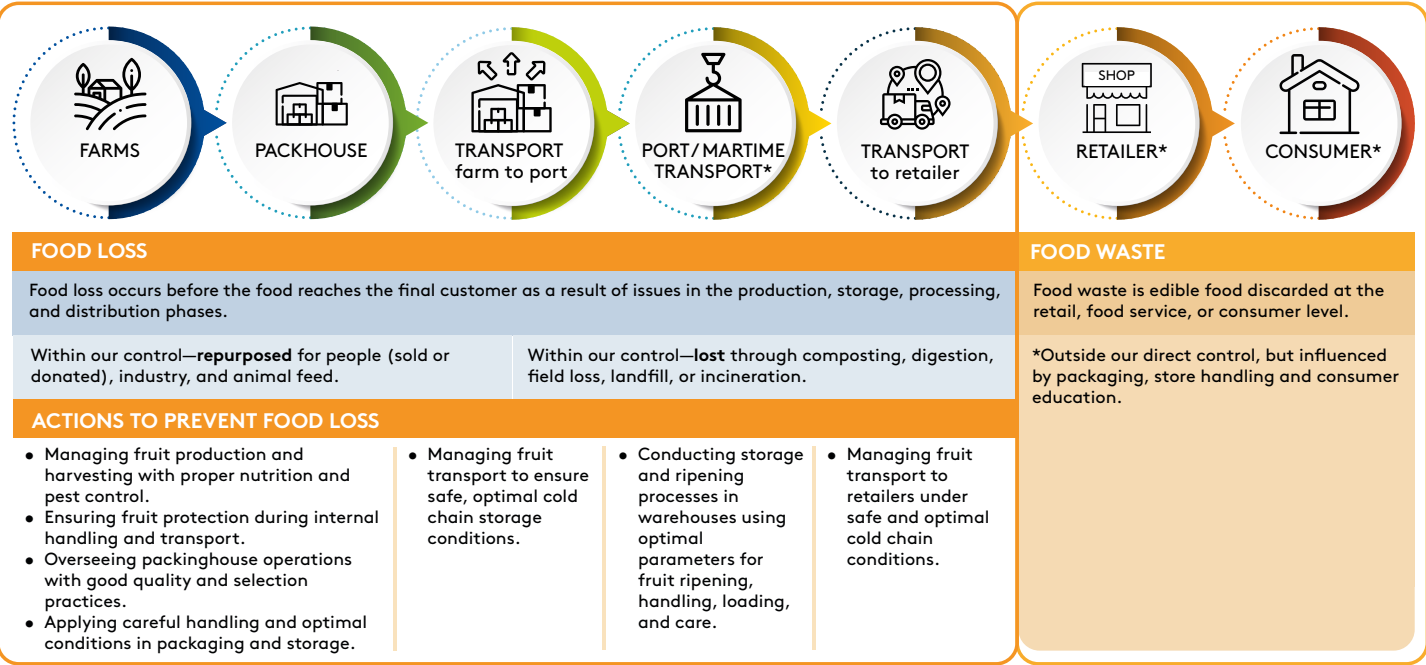 SHOP
FARMS
PACKHOUSE
TRANSPORT
farm to port
PORT/MARTIME
TRANSPORT*
TRANSPORT
to retailer
RETAILER*
CONSUMER*
FOOD LOSS
Food loss occurs before the food reaches the final customer as a result of issues in the production, storage, processing,
and distribution phases.
Within our control—repurposed for people (sold or
donated), industry, and animal feed.
Within our control—lost through composting, digestion,
field loss, landfill, or incineration.
ACTIONS TO PREVENT FOOD LOSS
● Managing fruit production and
harvesting with proper nutrition and
pest control.
● Ensuring fruit protection during internal
handling and transport.
● Overseeing packinghouse operations
with good quality and selection
practices.
● Applying careful handling and optimal
conditions in packaging and storage.
● Managing fruit
transport to ensure
safe, optimal cold
chain storage
conditions.
● Conducting storage
and ripening
processes in
warehouses using
optimal
parameters for
fruit ripening,
handling, loading,
and care.
● Managing fruit
transport to
retailers under
safe and optimal
cold chain
conditions.
FOOD WASTE
Food waste is edible food discarded at the
retail, food service, or consumer level.
*Outside our direct control, but influenced
by packaging, store handling and consumer
education.